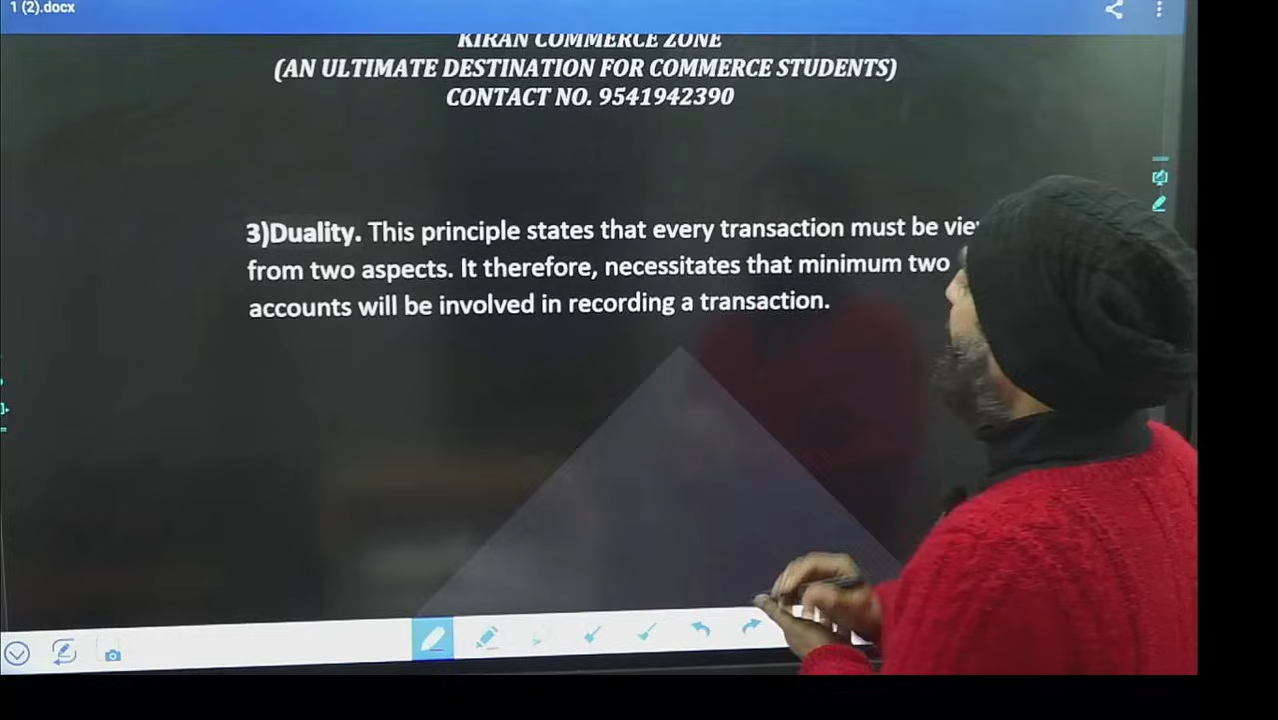 1 (2).docx
KIRAN COMMERCE ZONE
(AN ULTIMATE DESTINATION FOR COMMERCE STUDENTS)
CONTACT NO. 9541942390
3)Duality. This principle states that every transaction must be
from two aspects. It therefore, necessitates that minimum two
accounts will be involved in recording a transaction.